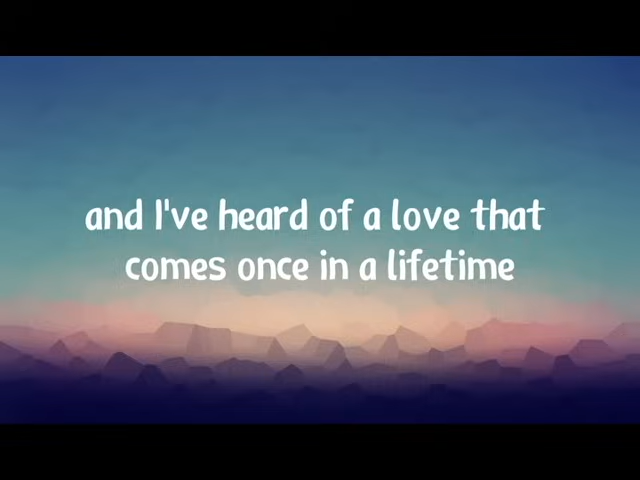 and I've heard of a love that
comes once in a lifetime